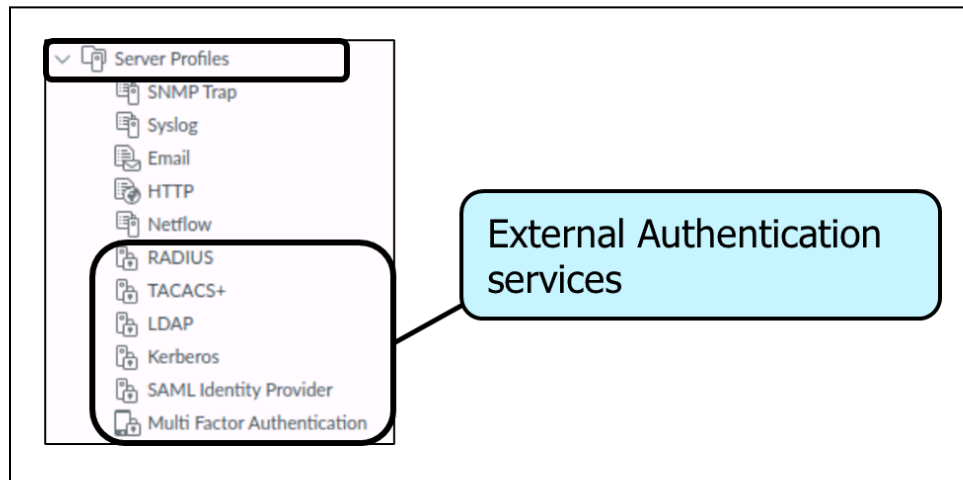 Server Profiles
SNMP Trap
Syslog
Email
HTTP
Netflow
RADIUS
TACACS+
LDAP
Kerberos
SAML Identity Provider
Multi Factor Authentication
External Authentication
services